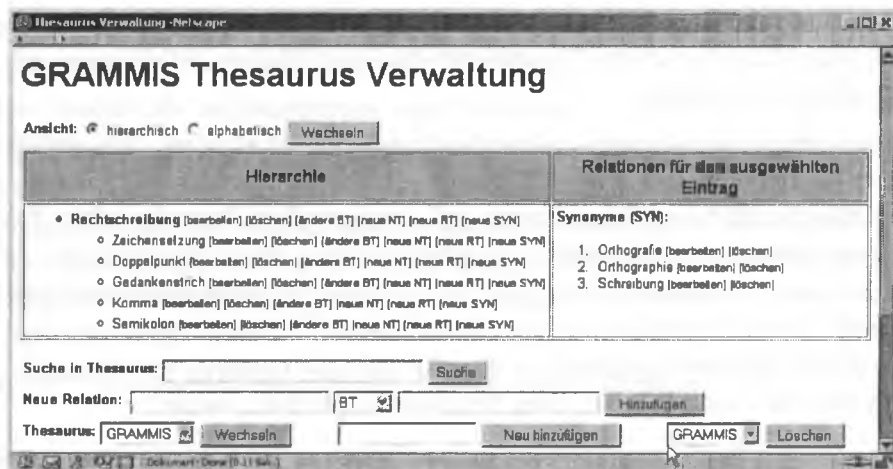 Thesaurus Verwaltung -Netscape
GRAMMIS Thesaurus Verwaltung
Ansicht: hierarchisch alphabetisch Wechseln
Hierarchie
Relationen für den ausgewählten Eintrag
Rechtschreibung [bearbeiten] [löschen] [ändere BT] [neue NT] [neue RT] [neue SYN]
Zeichensetzung [bearbeiten] [löschen] [ändere BT] [neue NT] [neue RT] [neue SYN]
Doppelpunkt [bearbeiten] [löschen] [ändere BT] [neue NT] [neue RT] [neue SYN]
Gedankenstrich [bearbeiten] [löschen] [ändere BT] [neue NT] [neue RT] [neue SYN]
Komma [bearbeiten] [löschen] [ändere BT] [neue NT] [neue RT] [neue SYN]
Semikolon [bearbeiten] [löschen] [ändere BT] [neue NT] [neue RT] [neue SYN]
Synonyme (SYN):
1. Orthografie [bearbeiten] [löschen]
2. Orthographie [bearbeiten] [löschen]
3. Schreibung [bearbeiten] [löschen]
Suche in Thesaurus: Suche
Neue Relation: BT Hinzufügen
Thesaurus: GRAMMIS Wechseln Neu hinzufügen GRAMMIS Löschen
Dokument: Done